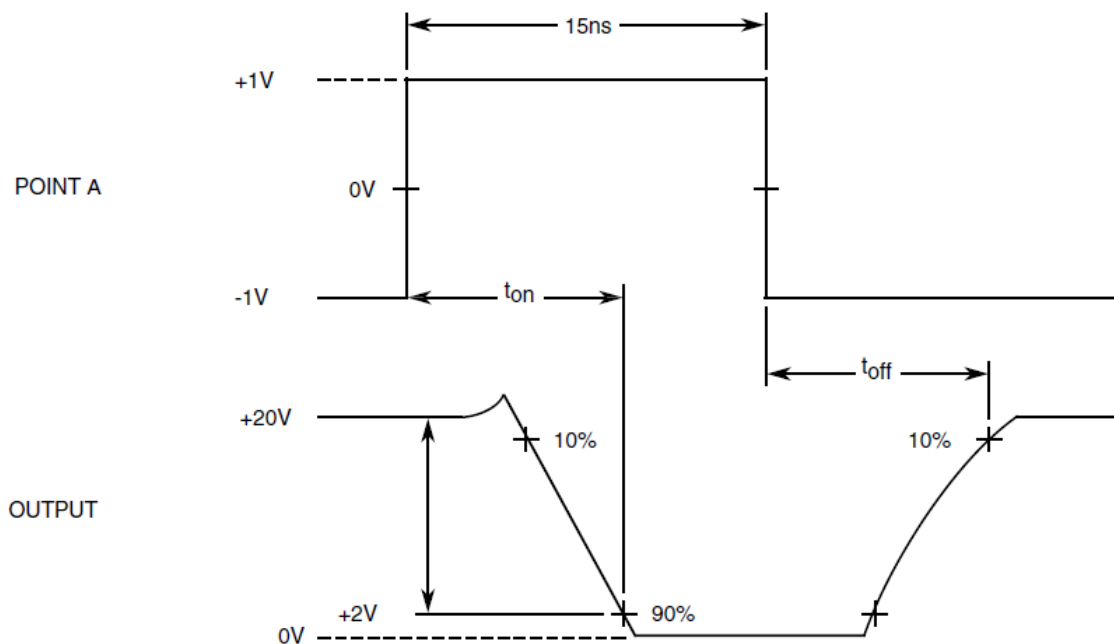 15ns
+1V
POINT A
0V
-1V
ton
toff
+20V
10%
10%
OUTPUT
+2V
90%
0V